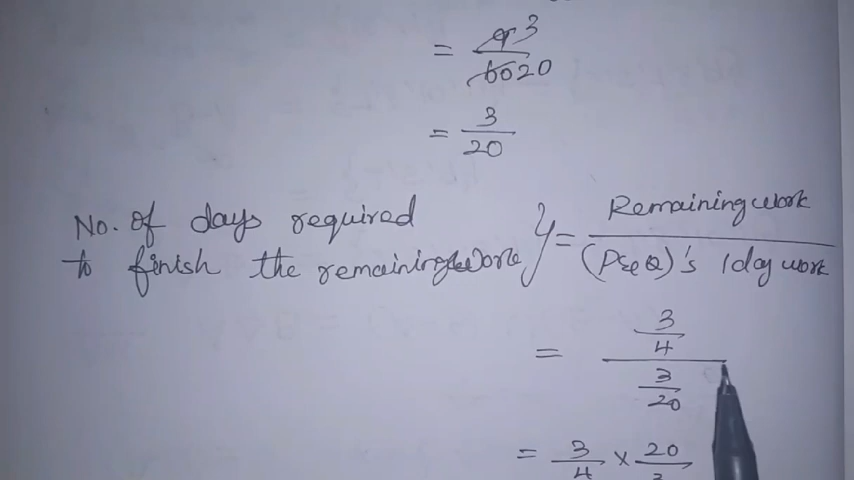 = 9 3 / 60 20
= 3 / 20
No. of days required
to finish the remaining work } = Remaining work / (P & Q)'s 1 day work
= 3/4 / 3/20
= 3/4 × 20/3